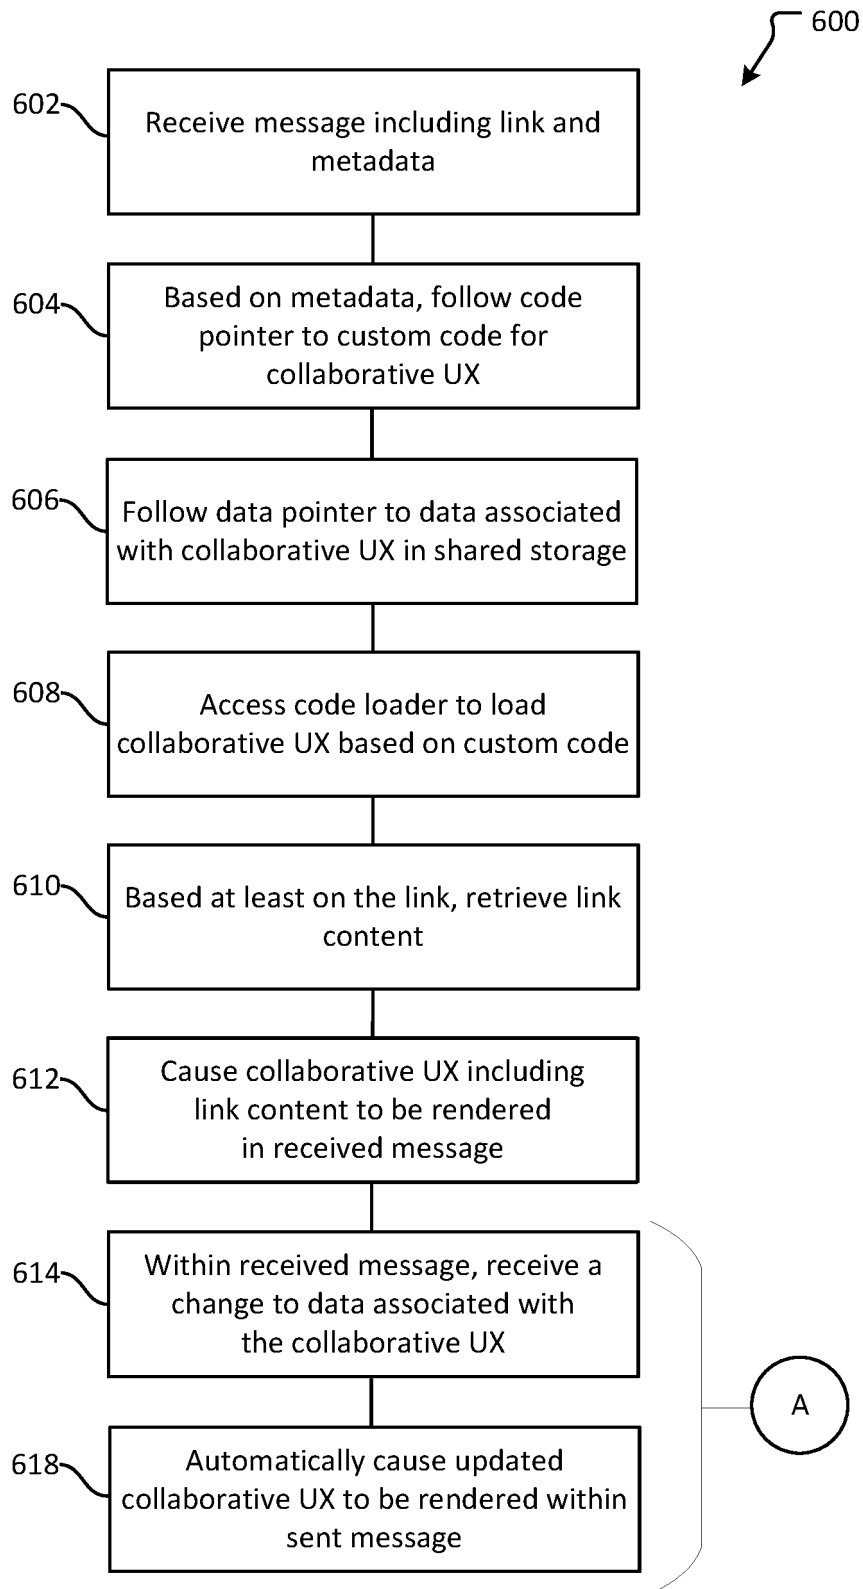 600
602
Receive message including link and
metadata
604
Based on metadata, follow code
pointer to custom code for
collaborative UX
606
Follow data pointer to data associated
with collaborative UX in shared storage
608
Access code loader to load
collaborative UX based on custom code
610
Based at least on the link, retrieve link
content
612
Cause collaborative UX including
link content to be rendered
in received message
614
Within received message, receive a
change to data associated with
the collaborative UX
A
618
Automatically cause updated
collaborative UX to be rendered within
sent message